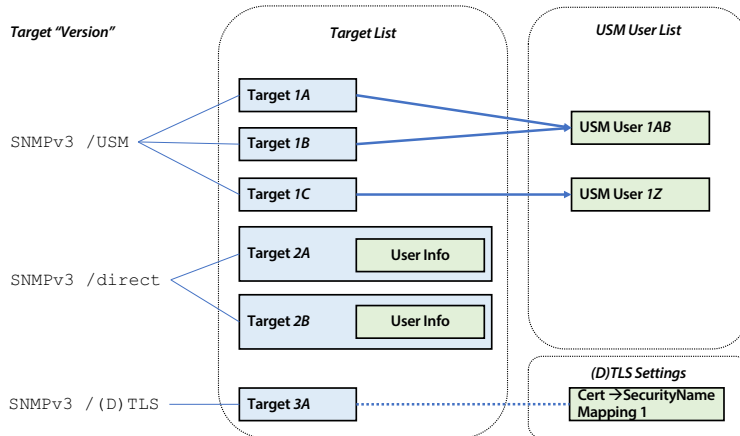 Target “Version”
Target List
USM User List
SNMPv3 /USM
Target 1A
Target 1B
Target 1C
USM User 1AB
USM User 1Z
SNMPv3 /direct
Target 2A
User Info
Target 2B
User Info
(D)TLS Settings
SNMPv3 /(D)TLS
Target 3A
Cert →SecurityName
Mapping 1